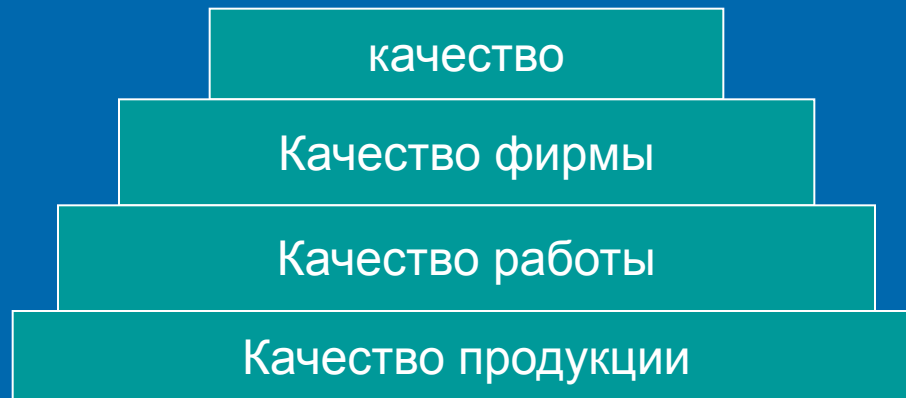 качество
Качество фирмы
Качество работы
Качество продукции